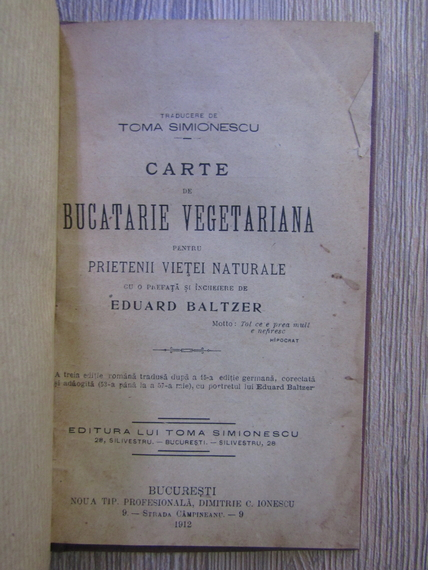 TRADUCERE DE
TOMA SIMIONESCU
CARTE
DE
BUCATARIE VEGETARIANA
PENTRU
PRIETENII VIEȚEI NATURALE
CU O PREFAȚĂ ȘI ÎNGRIJIRE DE
EDUARD BALTZER
Motto: Tot ce e prea mult
e nefiresc
HIPOCRAT
A treia ediție română tradusă după a 15-a ediție germană, corectată
și adăogită (52-a până la a 57-a mie), cu portretul lui Eduard Baltzer
EDITURA LUI TOMA SIMIONESCU
28, SILIVESTRU. — BUCUREȘTI. — SILVESTRU, 28
BUCUREȘTI
NOUA TIP. PROFESIONALĂ, DIMITRIE C. IONESCU
9 — STRADA CÂMPINEANU. — 9
1912